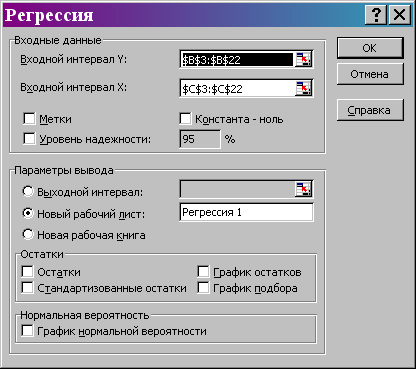 Регрессия
Входные данные
Входной интервал Y: $B$3:$B$22
Входной интервал X: $C$3:$C$22
Метки Константа - ноль
Уровень надежности: 95 %
OK
Отмена
Справка
Параметры вывода
Выходной интервал:
Новый рабочий лист: Регрессия 1
Новая рабочая книга
Остатки
Остатки График остатков
Стандартизованные остатки График подбора
Нормальная вероятность
График нормальной вероятности